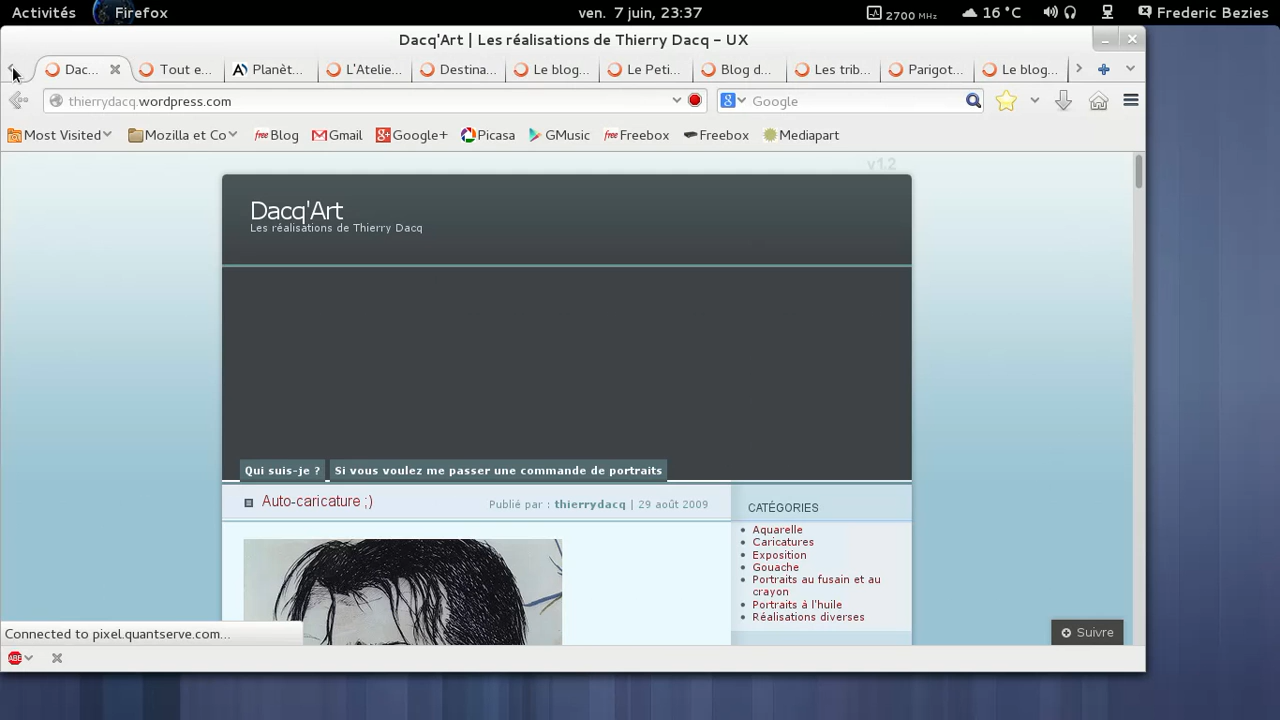 Activités Firefox ven. 7 juin, 23:37 2700 MHz 16 °C Frederic Bezies
Dacq'Art | Les réalisations de Thierry Dacq - UX
Dac... Tout e... Planèt... L'Atelie... Destina... Le blog... Le Peti... Blog d... Les trib... Parigot... Le blog...
thierrydacq.wordpress.com Google
Most Visited Mozilla et Co free Blog Gmail Google+ Picasa GMusic free Freebox Freebox Mediapart
v1.2
Dacq'Art
Les réalisations de Thierry Dacq
Qui suis-je ? Si vous voulez me passer une commande de portraits
Auto-caricature ;) Publié par : thierrydacq | 29 août 2009
CATÉGORIES
Aquarelle
Caricatures
Exposition
Gouache
Portraits au fusain et au
crayon
Portraits à l'huile
Réalisations diverses
Connected to pixel.quantserve.com...
Suivre
ABP